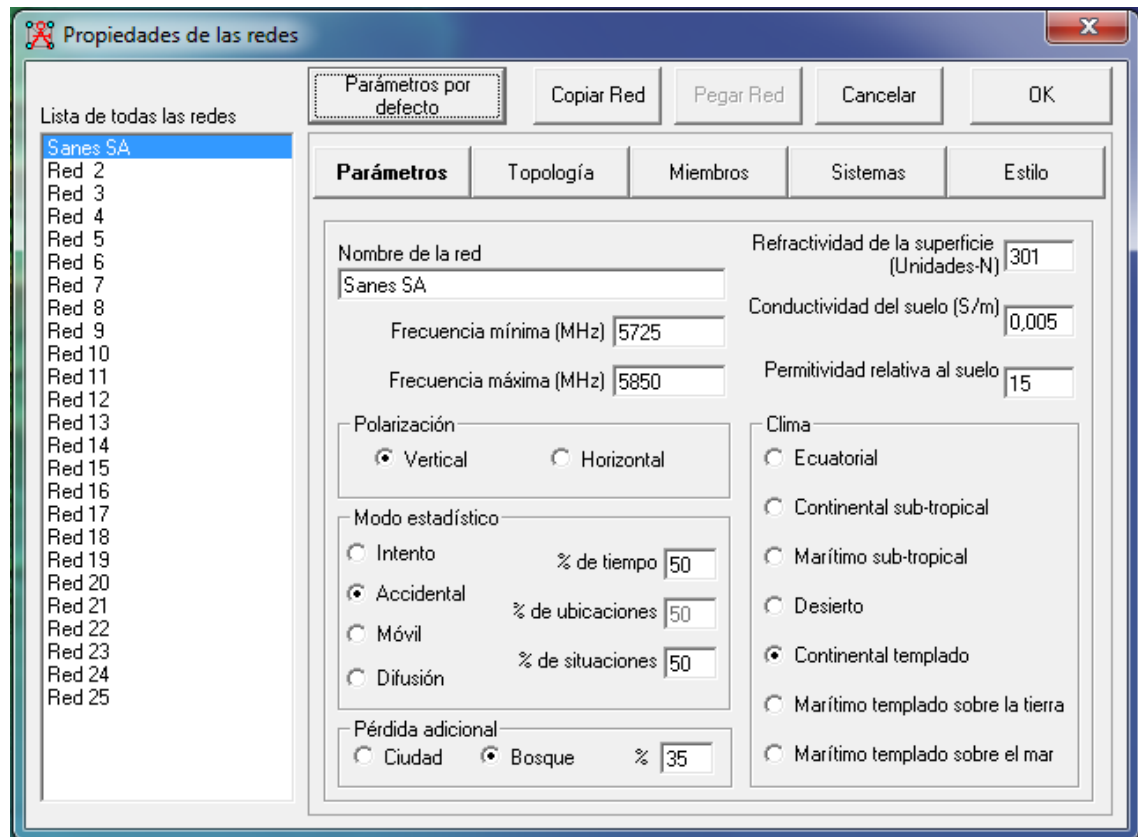 Propiedades de las redes
Lista de todas las redes
Sanes SA
Red 2
Red 3
Red 4
Red 5
Red 6
Red 7
Red 8
Red 9
Red 10
Red 11
Red 12
Red 13
Red 14
Red 15
Red 16
Red 17
Red 18
Red 19
Red 20
Red 21
Red 22
Red 23
Red 24
Red 25
Parámetros por
defecto
Copiar Red
Pegar Red
Cancelar
OK
Parámetros
Topología
Miembros
Sistemas
Estilo
Nombre de la red
Sanes SA
Frecuencia mínima (MHz) 5725
Frecuencia máxima (MHz) 5850
Polarización
Vertical
Horizontal
Modo estadístico
Intento
Accidental
Móvil
Difusión
% de tiempo 50
% de ubicaciones 50
% de situaciones 50
Pérdida adicional
Ciudad
Bosque
% 35
Refractividad de la superficie
(Unidades-N) 301
Conductividad del suelo (S/m) 0,005
Permitividad relativa al suelo 15
Clima
Ecuatorial
Continental sub-tropical
Marítimo sub-tropical
Desierto
Continental templado
Marítimo templado sobre la tierra
Marítimo templado sobre el mar